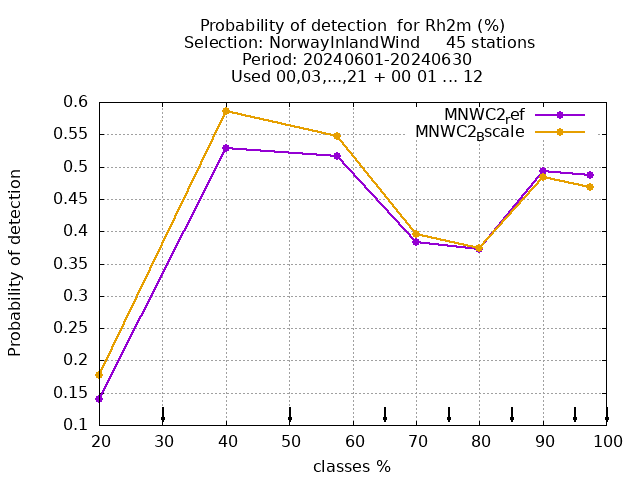 Probability of detection  for Rh2m (%)
Selection: NorwayInlandWind     45 stations
Period: 20240601-20240630
Used 00,03,...,21 + 00 01 ... 12
MNWC2ref
MNWC2Bscale
Probability of detection
0.6
0.55
0.5
0.45
0.4
0.35
0.3
0.25
0.2
0.15
0.1
20 30 40 50 60 70 80 90 100
classes %